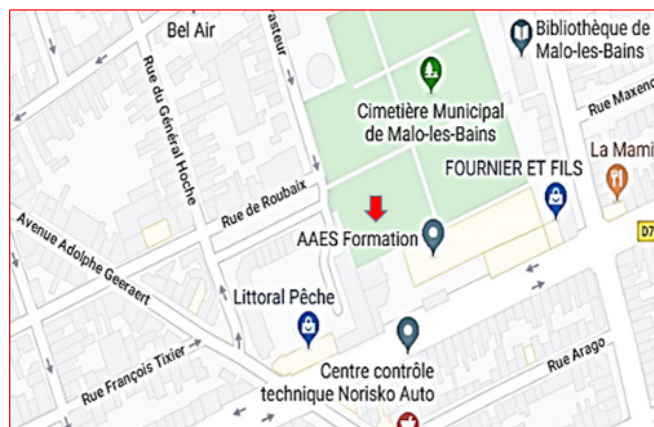 Bel Air
Pasteur
Rue du Général Hoche
Bibliothèque de
Malo-les-Bains
Cimetière Municipal
de Malo-les-Bains
Rue Maxenc
La Mami
FOURNIER ET FILS
Rue de Roubaix
AAES Formation
D7
Avenue Adolphe Geeraert
Littoral Pêche
Rue François Tixier
Centre contrôle
technique Norisko Auto
Rue Arago